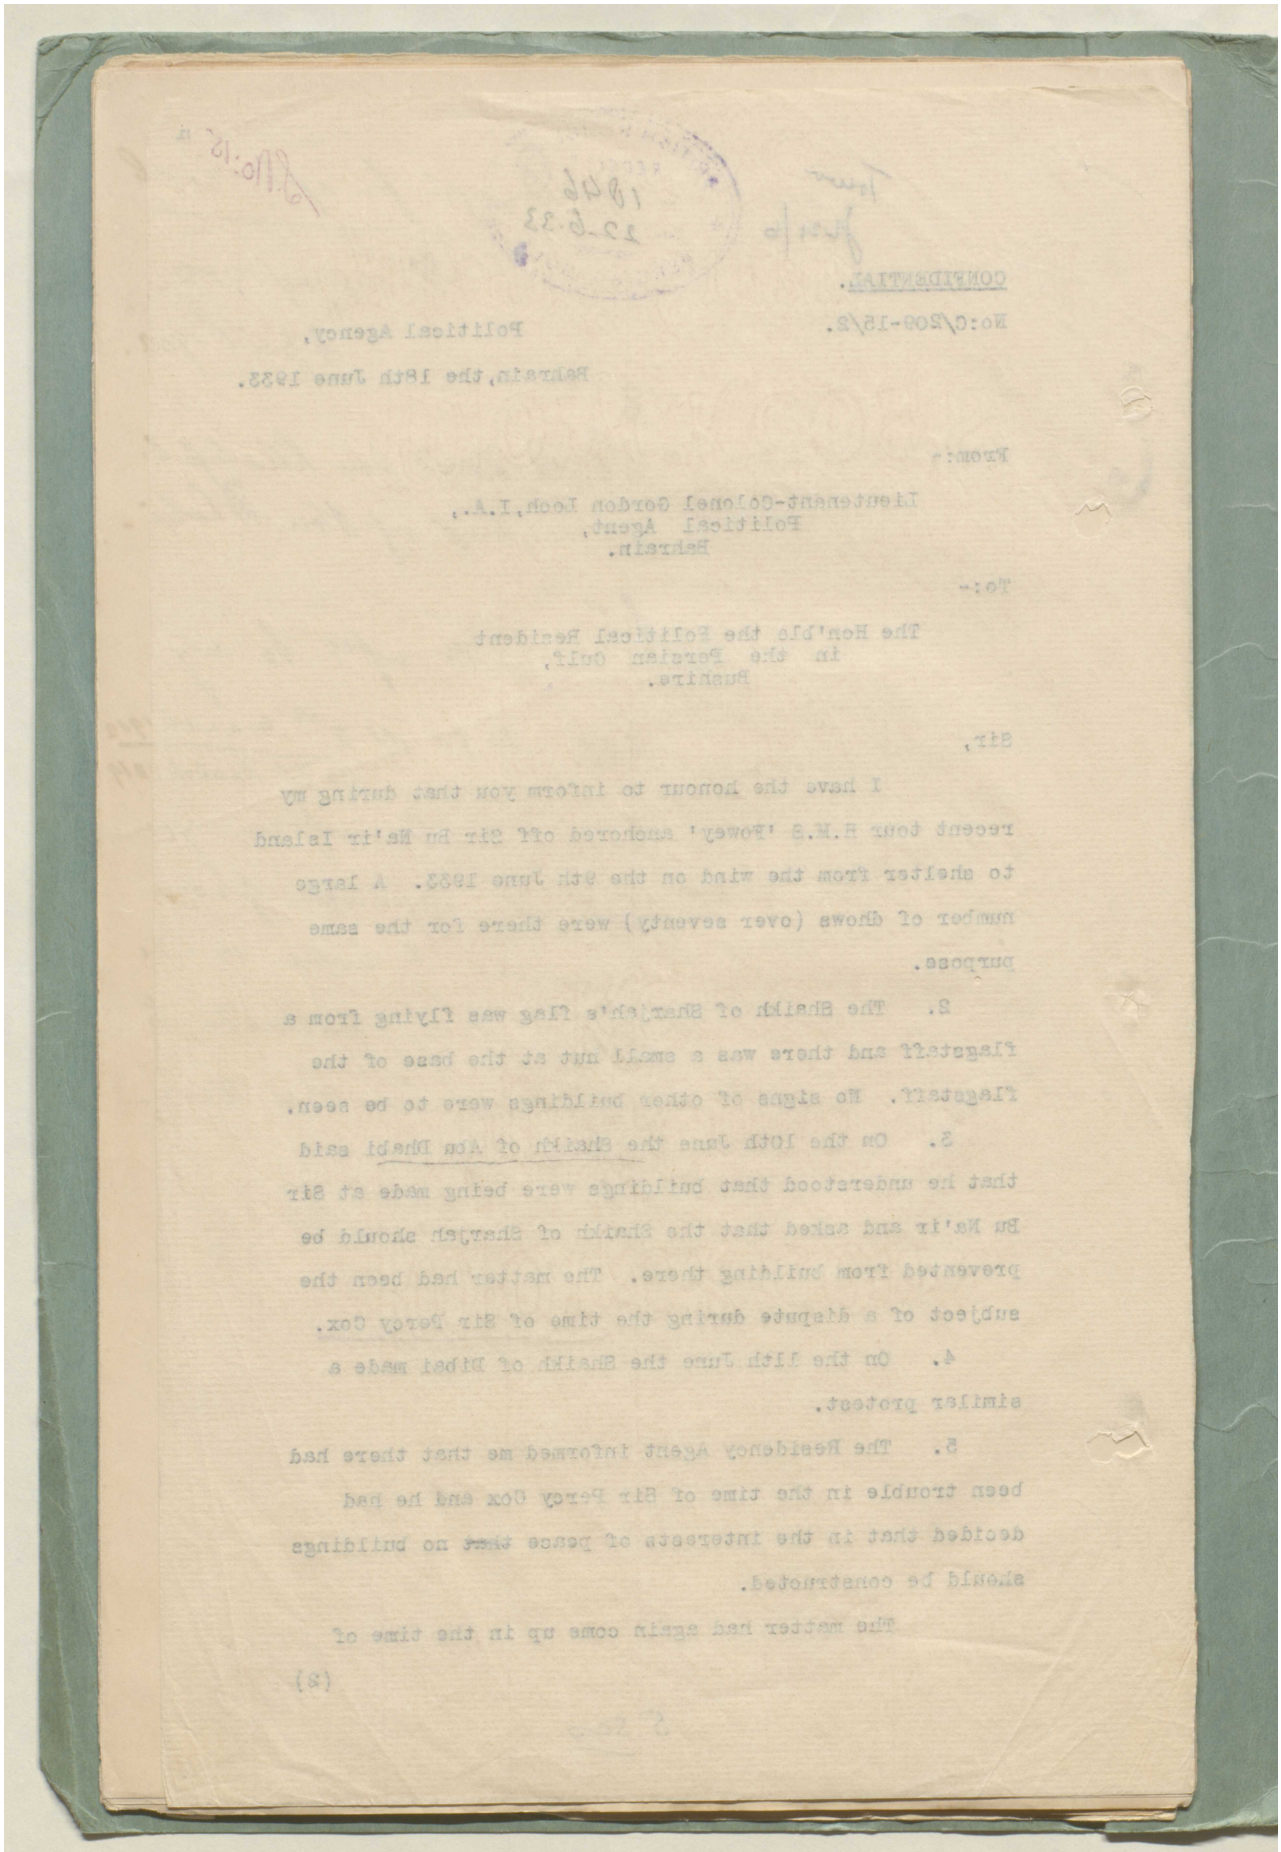 S.No:15
1846
22.6.33
CONFIDENTIAL.
No:C/209-15/2.
Political Agency,
Bahrain,the 18th June 1933.
From:-
Lieutenant-Colonel Gordon Loch,I.A.,
Political Agent,
Bahrain.
To:-
The Hon'ble the Political Resident
in the Persian Gulf,
Bushire.
Sir,
I have the honour to inform you that during my
recent tour H.M.S 'Fowey' anchored off Sir Bu Na'ir Island
to shelter from the wind on the 9th June 1933. A large
number of dhows (over seventy) were there for the same
purpose.
2. The Shaikh of Sharjah's flag was flying from a
flagstaff and there was a small hut at the base of the
flagstaff. No signs of other buildings were to be seen.
3. On the 10th June the Shaikh of Abu Dhabi said
that he understood that buildings were being made at Sir
Bu Na'ir and asked that the Shaikh of Sharjah should be
prevented from building there. The matter had been the
subject of a dispute during the time of Sir Percy Cox.
4. On the 11th June the Shaikh of Dibai made a
similar protest.
5. The Residency Agent informed me that there had
been trouble in the time of Sir Percy Cox and he had
decided that in the interests of peace that no buildings
should be constructed.
The matter had again come up in the time of
(2)